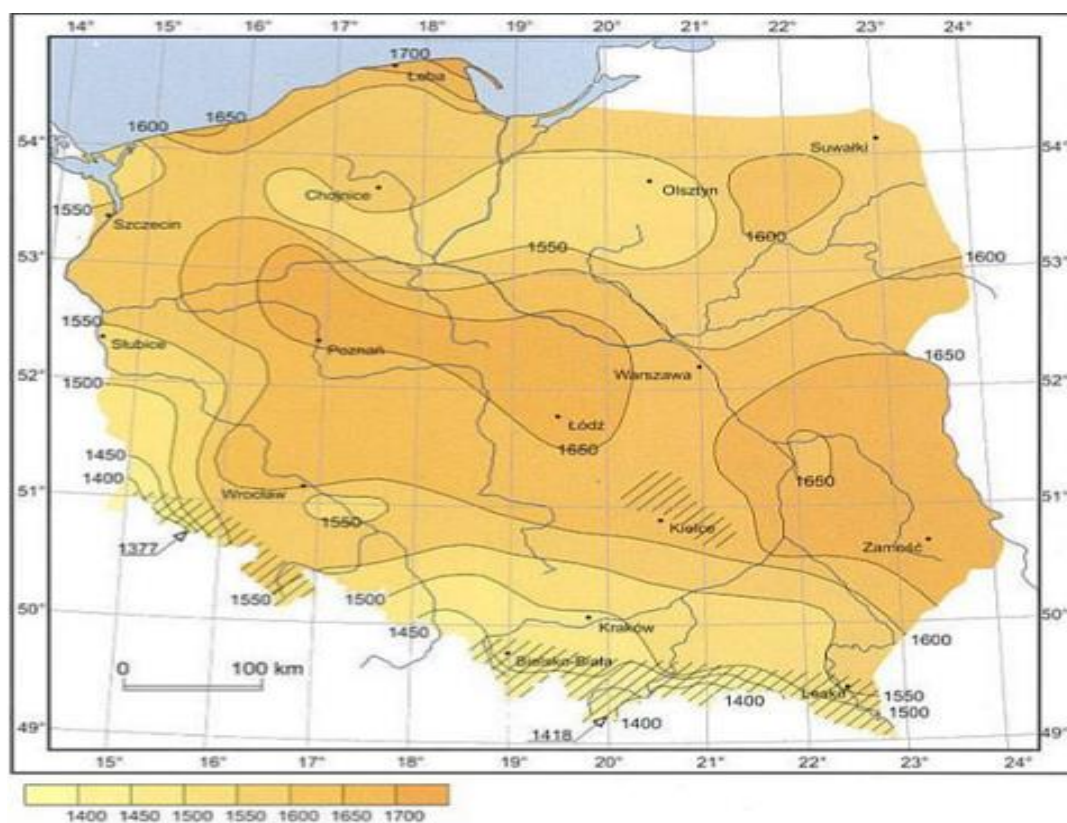 14° 15° 16° 17° 18° 19° 20° 21° 22° 23° 24°
1700
Łeba
1650
1600
54° 54°
Suwałki
Chojnice Olsztyn
1550
Szczecin
1550 1600
53° 1600 53°
1550
Słubice Poznań Warszawa 1650
52° 52°
1500
Łódź
1450 1650
1400 1650
51° Wrocław 51°
1550 Kielce
1377 Zamość
1550 1500
50° 50°
1450 Kraków 1600
0 100 km Bielsko-Biała
Lesko 1550
1400 1500
1418 1400
49° 49°
15° 16° 17° 18° 19° 20° 21° 22° 23° 24°
1400 1450 1500 1550 1600 1650 1700